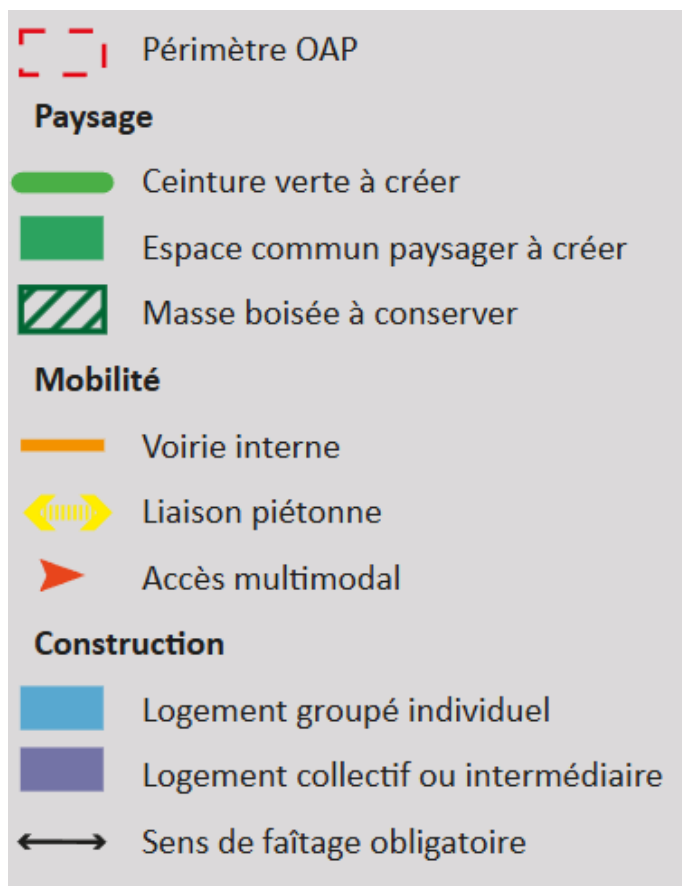 Périmètre OAP
Paysage
Ceinture verte à créer
Espace commun paysager à créer
Masse boisée à conserver
Mobilité
Voirie interne
Liaison piétonne
Accès multimodal
Construction
Logement groupé individuel
Logement collectif ou intermédiaire
Sens de faîtage obligatoire